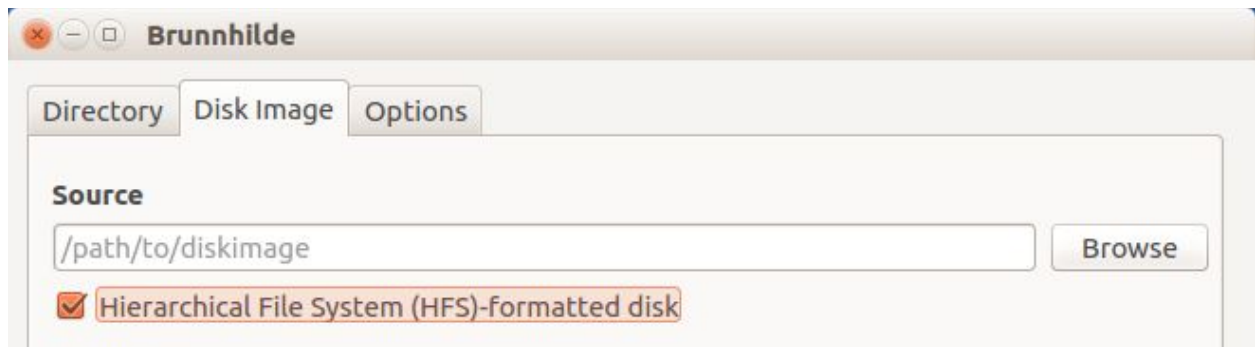 Brunnhilde
Directory Disk Image Options
Source
/path/to/diskimage Browse
Hierarchical File System (HFS)-formatted disk